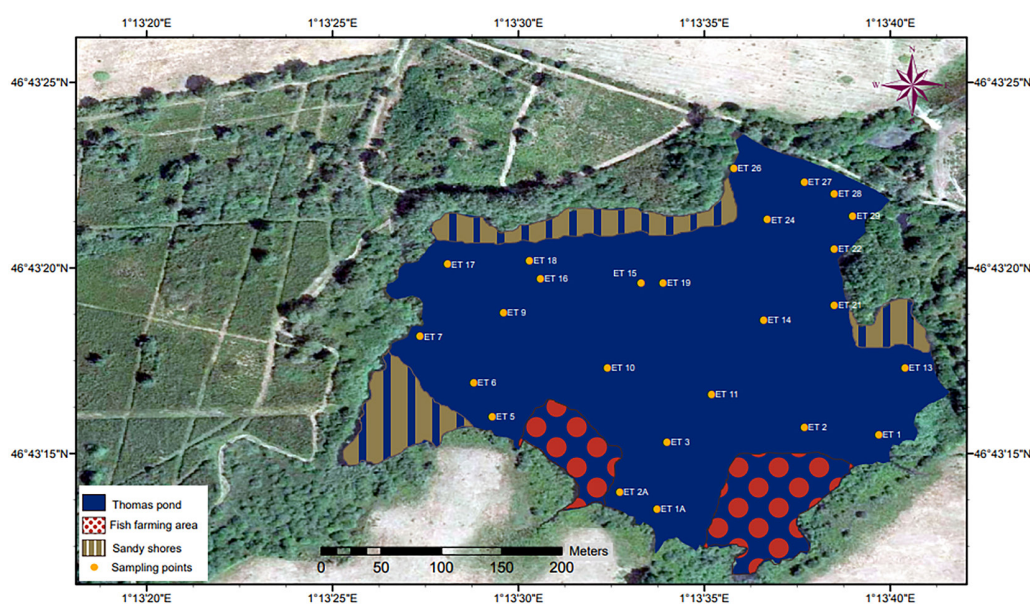 1°13'20"E 1°13'25"E 1°13'30"E 1°13'35"E 1°13'40"E
N
W
46°43'25"N 46°43'25"N
ET 26
ET 27
ET 28
ET 24 ET 29
ET 22
46°43'20"N 46°43'20"N
ET 17 ET 18
ET 15
ET 16 ET 19
ET 21
ET 9 ET 14
ET 7
ET 10 ET 13
ET 6
ET 11
ET 5
ET 2 ET 1
ET 3
46°43'15"N 46°43'15"N
ET 2A
ET 1A
Thomas pond
Fish farming area
Sandy shores
Sampling points
Meters
0 50 100 150 200
1°13'20"E 1°13'25"E 1°13'30"E 1°13'35"E 1°13'40"E